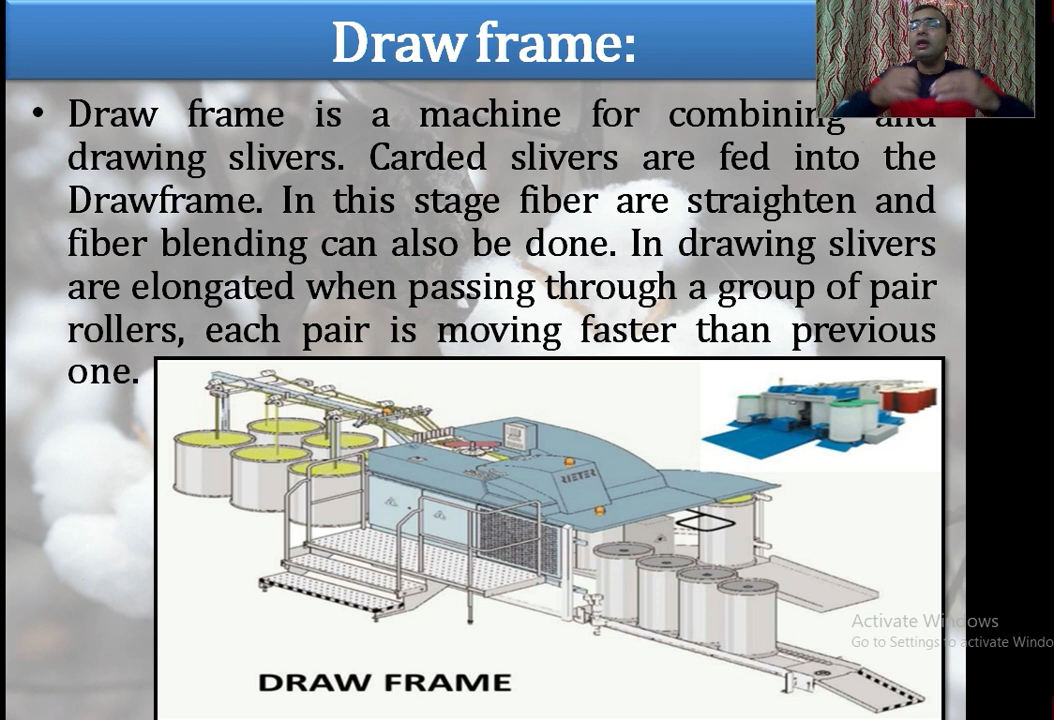 Draw frame:
• Draw frame is a machine for combining and
drawing slivers. Carded slivers are fed into the
Drawframe. In this stage fiber are straighten and
fiber blending can also be done. In drawing slivers
are elongated when passing through a group of pair
rollers, each pair is moving faster than previous
one.
RIETER
DRAW FRAME
Activate Windows
Go to Settings to activate Windo